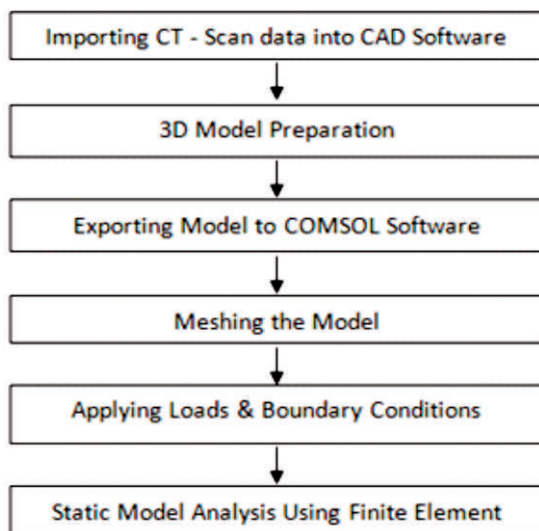 Importing CT - Scan data into CAD Software
3D Model Preparation
Exporting Model to COMSOL Software
Meshing the Model
Applying Loads & Boundary Conditions
Static Model Analysis Using Finite Element